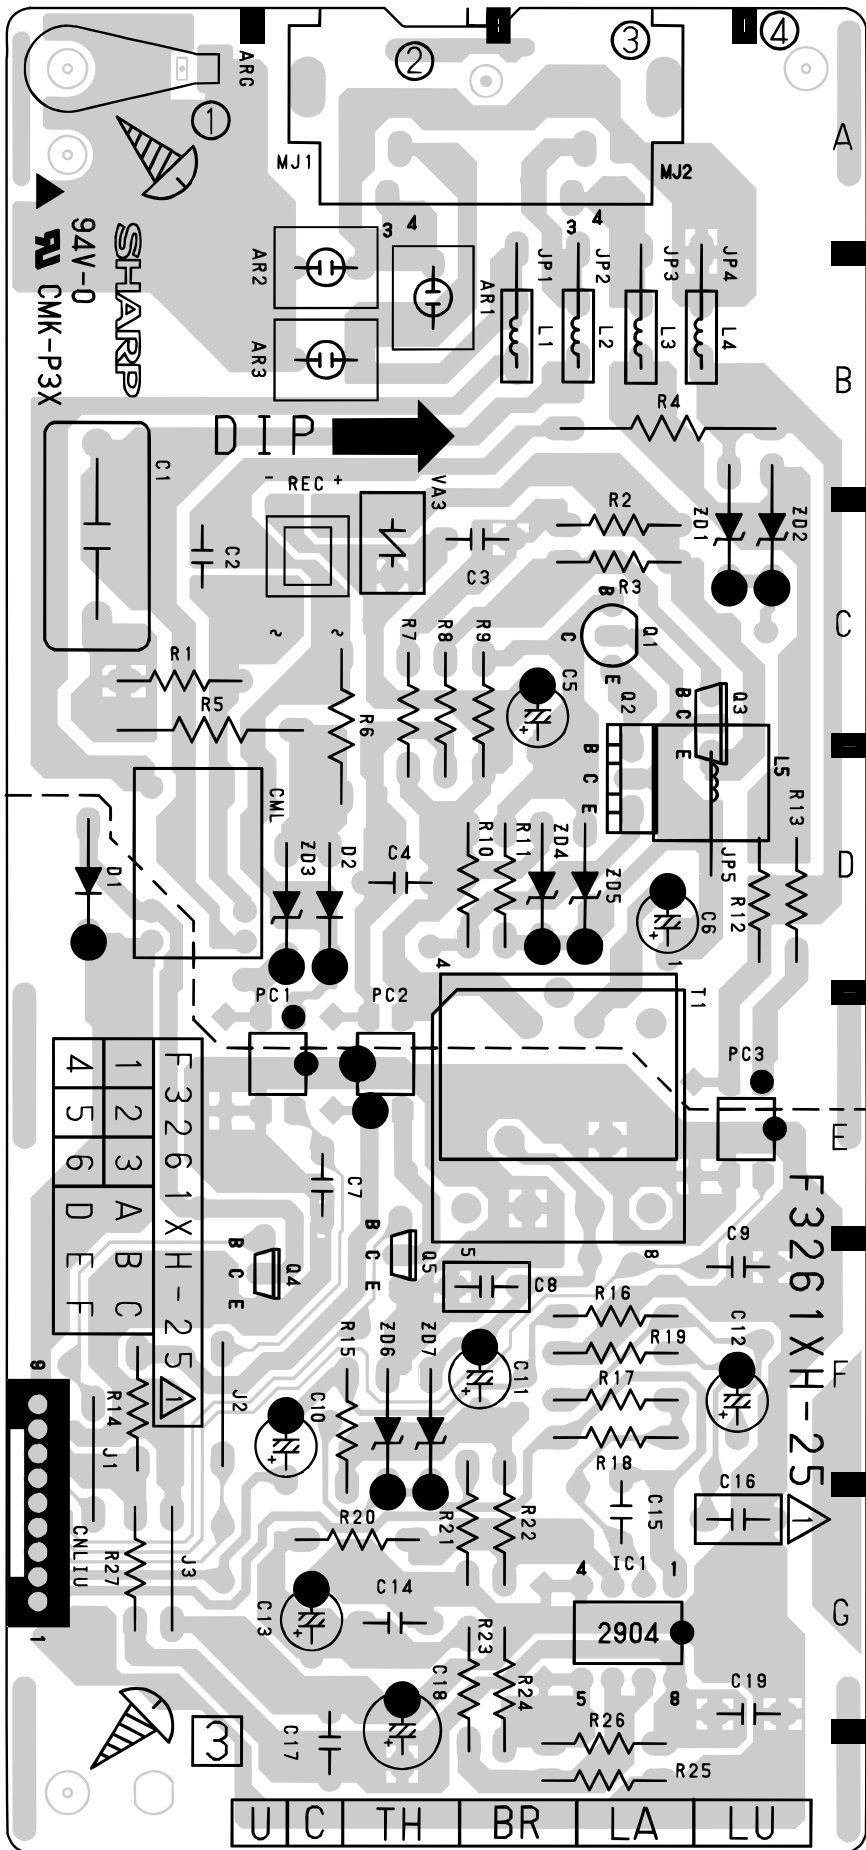 ARG
1
2
3
4
A
MJ1
MJ2
SHARP
94V-0
CMK-P3X
3 4
AR2
AR1
AR3
3 4
JP1
JP2
JP3
JP4
L1
L2
L3
L4
B
R4
DIP
C1
- REC +
VA3
C2
C3
R2
R3
ZD1
ZD2
B
C
E
Q1
C
~ ~
R1
R5
R6
R7
R8
R9
C5
Q2
B C E
Q3
B C E
L5
JP5
R13
R12
CML
D1
ZD3
D2
C4
R10
R11
ZD4
ZD5
C6
D
PC1
PC2
4
1
T1
PC3
E
1 2 3 A B C
4 5 6 D E F
F3261XH-25 1
C7
B C E
Q4
B C E
Q5
5
8
C8
C9
F3261XH-25
R16
R19
R17
R18
C12
F
9
R14
J1
J2
C10
R15
ZD6
ZD7
C11
C16
1
CNLIU
R27
J3
R20
R21
R22
C15
IC1
4
1
2904
5
8
G
1
C13
C14
R23
C18
R24
C19
3
C17
R26
R25
U C TH BR LA LU